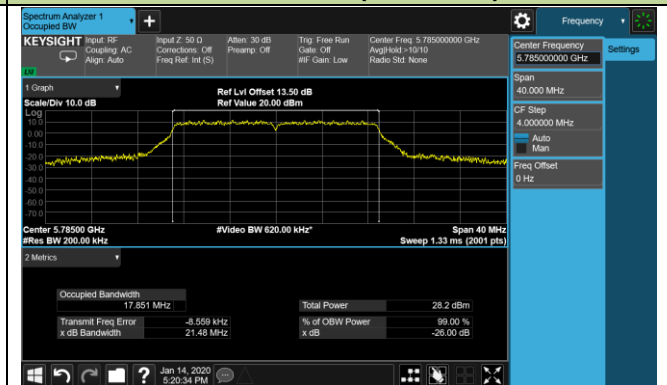 Spectrum Analyzer 1
Occupied BW
Frequency
KEYSIGHT
Input: RF
Coupling: AC
Align: Auto
Input Z: 50 Ω
Corrections: Off
Freq Ref: Int (S)
Atten: 30 dB
Preamp: Off
Trig: Free Run
Gate: Off
#IF Gain: Low
Center Freq: 5.785000000 GHz
Avg|Hold:>10/10
Radio Std: None
Center Frequency
5.785000000 GHz
Settings
Span
40.000 MHz
CF Step
4.000000 MHz
Auto
Man
Freq Offset
0 Hz
1 Graph
Scale/Div 10.0 dB
Ref Lvl Offset 13.50 dB
Ref Value 20.00 dBm
Log
10.0
0.00
-10.0
-20.0
-30.0
-40.0
-50.0
-60.0
-70.0
Center 5.78500 GHz
#Res BW 200.00 kHz
#Video BW 620.00 kHz*
Span 40 MHz
Sweep 1.33 ms (2001 pts)
2 Metrics
Occupied Bandwidth
17.851 MHz
Total Power 28.2 dBm
Transmit Freq Error -8.559 kHz
% of OBW Power 99.00 %
x dB Bandwidth 21.48 MHz
x dB -26.00 dB
?
Jan 14, 2020
5:20:34 PM